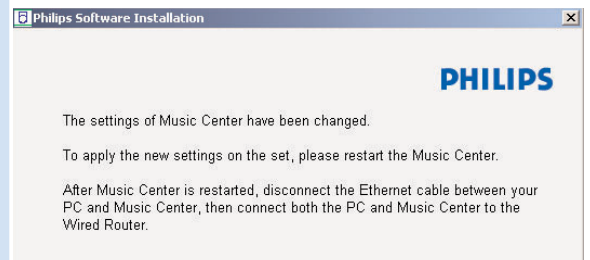 Philips Software Installation
PHILIPS
The settings of Music Center have been changed.
To apply the new settings on the set, please restart the Music Center.
After Music Center is restarted, disconnect the Ethernet cable between your
PC and Music Center, then connect both the PC and Music Center to the
Wired Router.